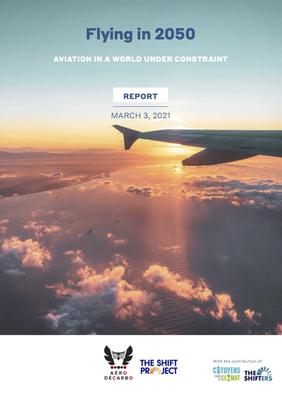 Flying in 2050
AVIATION IN A WORLD UNDER CONSTRAINT
REPORT
MARCH 3, 2021
AÉRO
DECARBO
THE SHIFT
PROJECT
With the contribution of:
CITOYENS
POUR LE CLIMAT
THE
SHIFTERS